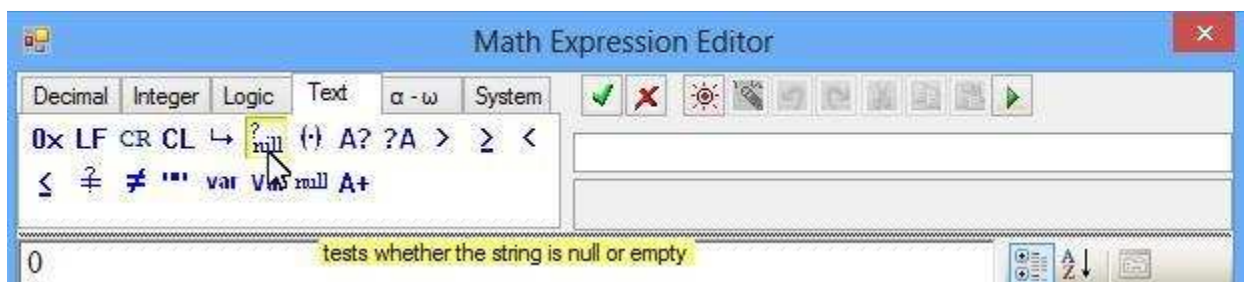 Math Expression Editor
Decimal Integer Logic Text α - ω System
0x LF CR CL ↵ ? null (·) A? ?A > ≥ <
≤ ≠ "" var null A+
0
tests whether the string is null or empty
A Z